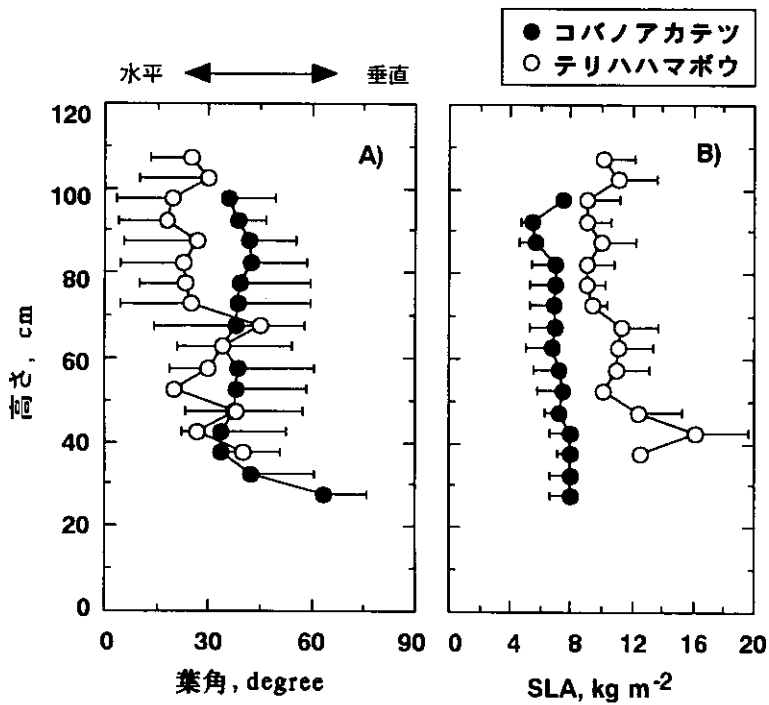 ● コバノアカテツ
○ テリハハマボウ
水平 垂直
A)
B)
120
100
80
60
40
20
0
高さ, cm
0 30 60 90
葉角, degree
0 4 8 12 16 20
SLA, kg m⁻²